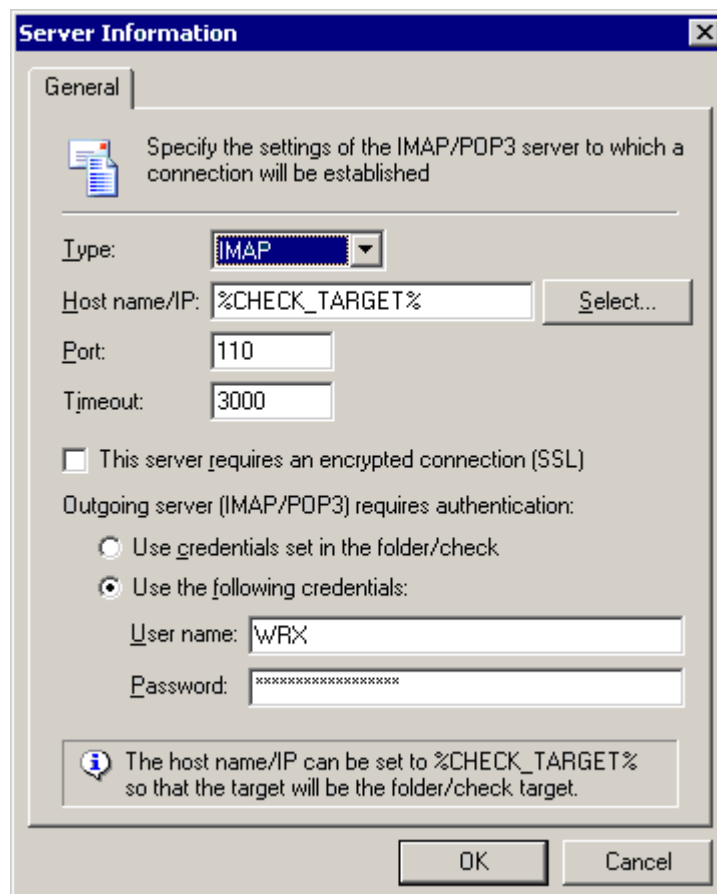 Server Information
General
Specify the settings of the IMAP/POP3 server to which a
connection will be established
Type: IMAP
Host name/IP: %CHECK_TARGET% Select...
Port: 110
Timeout: 3000
This server requires an encrypted connection (SSL)
Outgoing server (IMAP/POP3) requires authentication:
Use credentials set in the folder/check
Use the following credentials:
User name: WRX
Password: ******************
The host name/IP can be set to %CHECK_TARGET%
so that the target will be the folder/check target.
OK Cancel